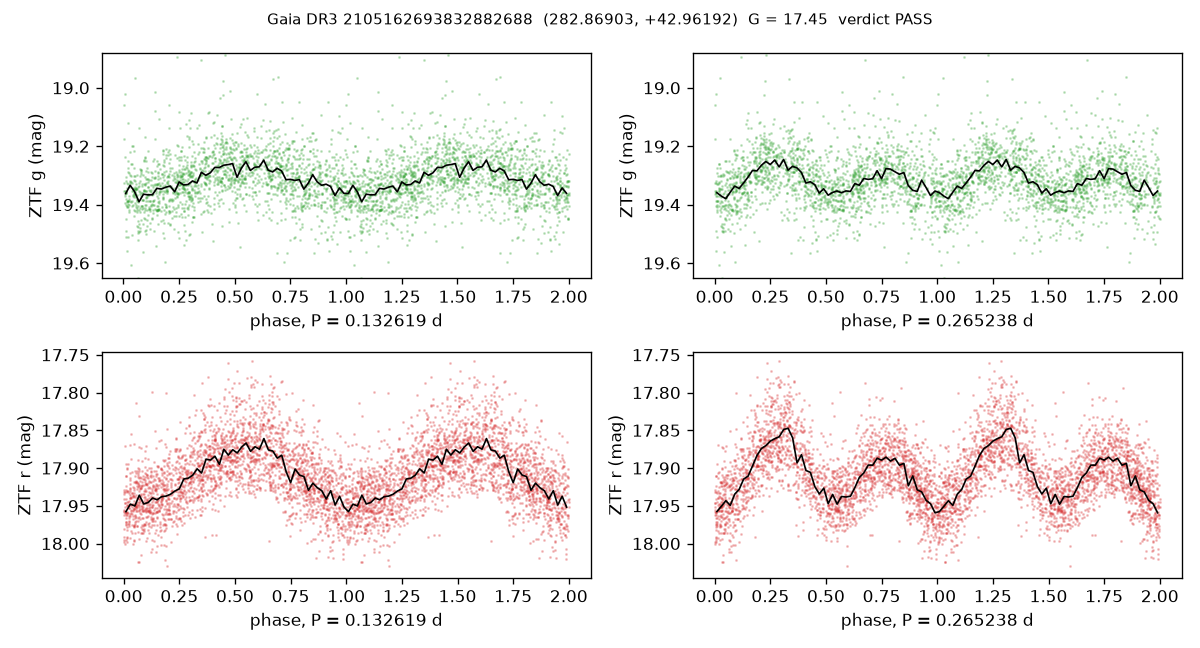 Gaia DR3 2105162693832882688 (282.86903, +42.96192) G = 17.45 verdict PASS
ZTF g (mag)
19.0
19.2
19.4
19.6
0.00 0.25 0.50 0.75 1.00 1.25 1.50 1.75 2.00
phase, P = 0.132619 d
ZTF g (mag)
19.0
19.2
19.4
19.6
0.00 0.25 0.50 0.75 1.00 1.25 1.50 1.75 2.00
phase, P = 0.265238 d
ZTF r (mag)
17.75
17.80
17.85
17.90
17.95
18.00
0.00 0.25 0.50 0.75 1.00 1.25 1.50 1.75 2.00
phase, P = 0.132619 d
ZTF r (mag)
17.75
17.80
17.85
17.90
17.95
18.00
0.00 0.25 0.50 0.75 1.00 1.25 1.50 1.75 2.00
phase, P = 0.265238 d